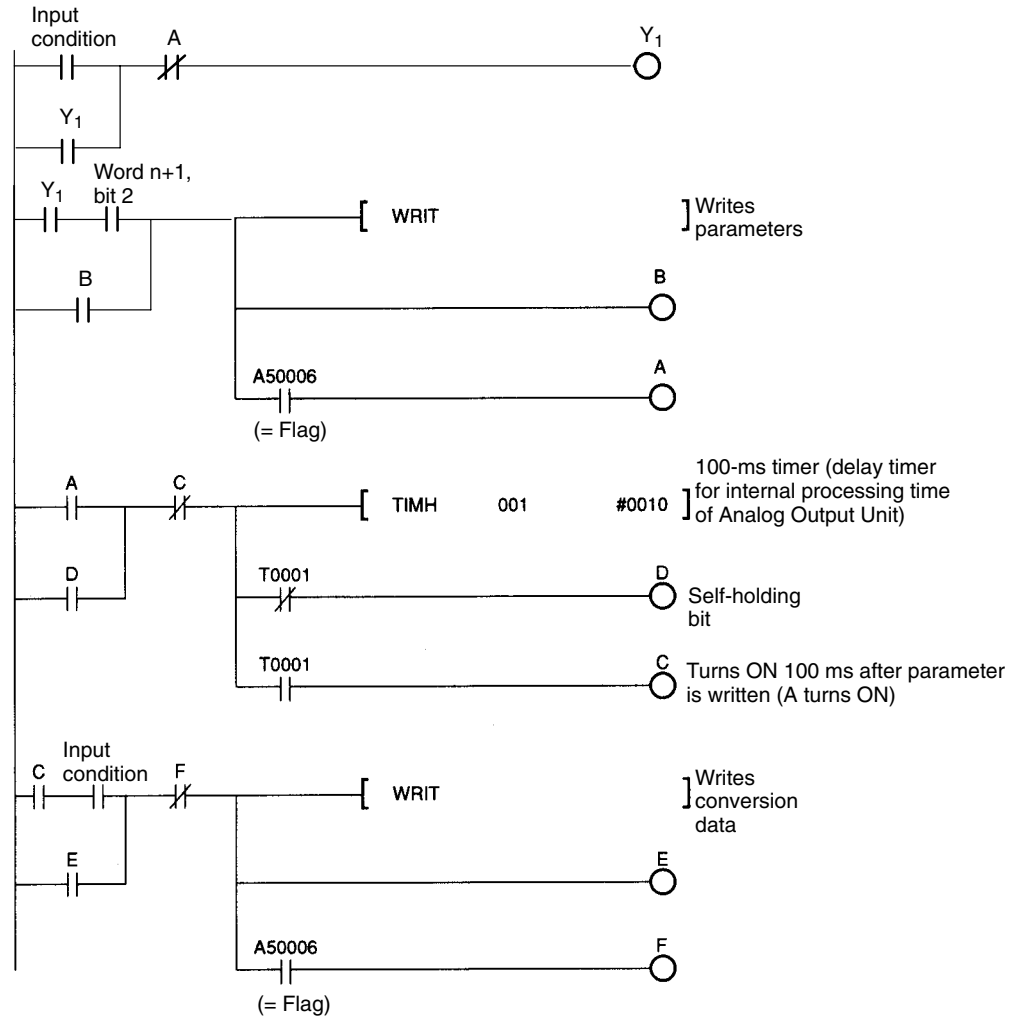 Input
condition
A
Y1
Y1
Y1
Word n+1,
bit 2
WRIT
Writes
parameters
B
B
A
A50006
(= Flag)
A
C
TIMH 001 #0010
100-ms timer (delay timer
for internal processing time
of Analog Output Unit)
D
T0001
D
Self-holding
bit
T0001
C
Turns ON 100 ms after parameter
is written (A turns ON)
C
Input
condition
F
WRIT
Writes
conversion
data
E
E
A50006
F
(= Flag)